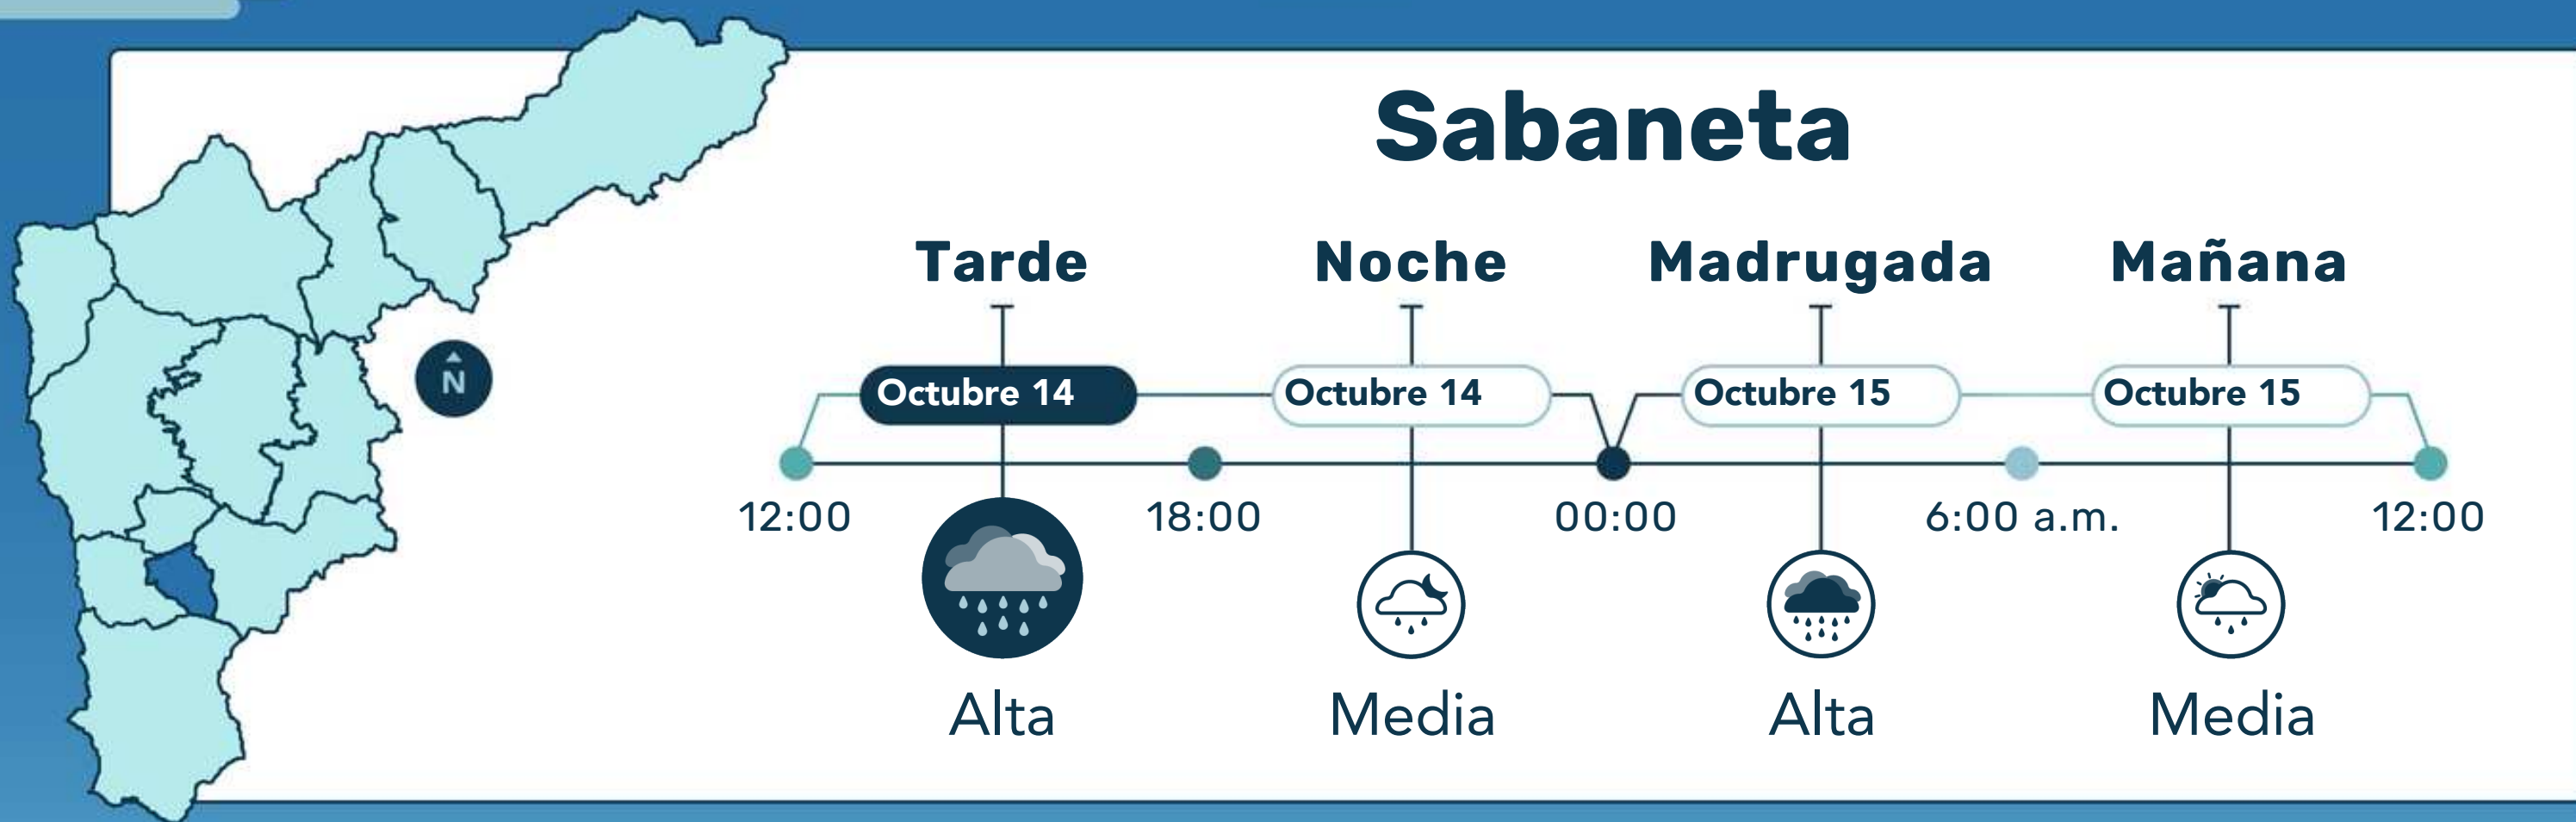 Sabaneta
Tarde Noche Madrugada Mañana
N
Octubre 14 Octubre 14 Octubre 15 Octubre 15
12:00 18:00 00:00 6:00 a.m. 12:00
Alta Media Alta Media